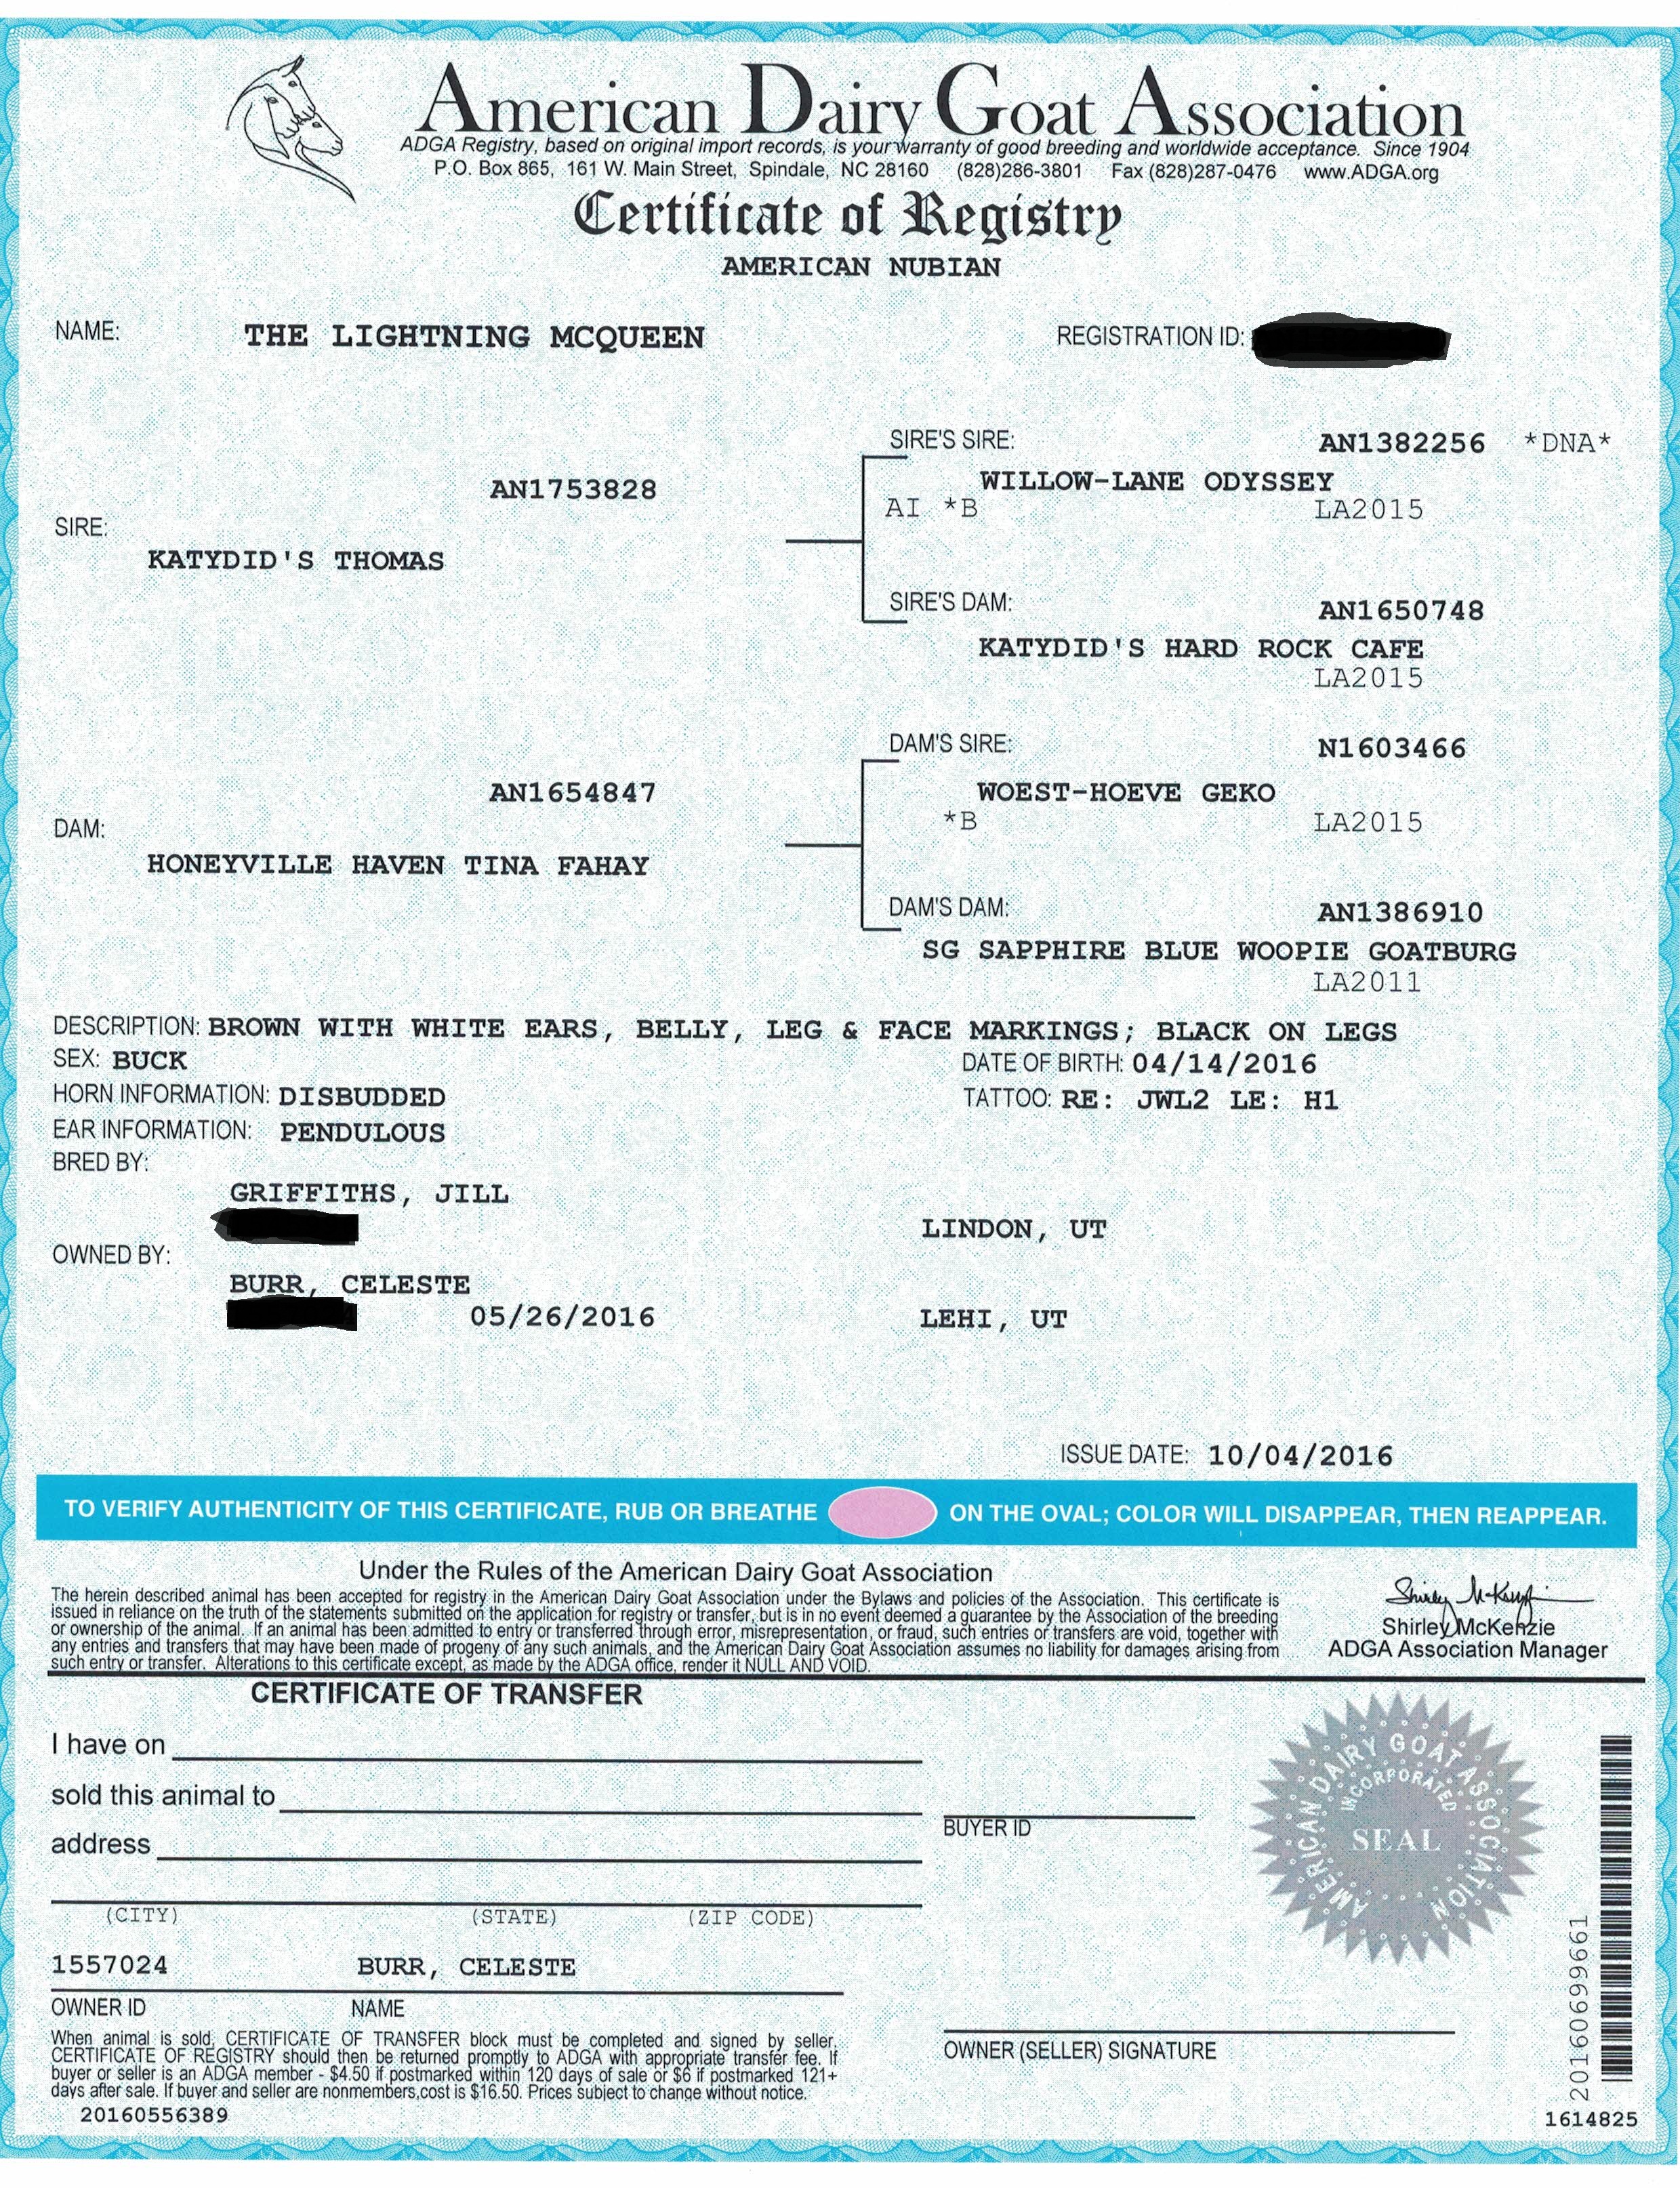 American Dairy Goat Association
ADGA Registry, based on original import records, is your warranty of good breeding and worldwide acceptance. Since 1904
P.O. Box 865, 161 W. Main Street, Spindale, NC 28160 (828)286-3801 Fax (828)287-0476 www.ADGA.org
Certificate of Registry
AMERICAN NUBIAN
NAME: THE LIGHTNING MCQUEEN REGISTRATION ID:
SIRE'S SIRE: AN1382256 *DNA*
WILLOW-LANE ODYSSEY
AN1753828 AI *B LA2015
SIRE:
KATYDID'S THOMAS
SIRE'S DAM: AN1650748
KATYDID'S HARD ROCK CAFE
LA2015
DAM'S SIRE: N1603466
AN1654847 WOEST-HOEVE GEKO
*B LA2015
DAM:
HONEYVILLE HAVEN TINA FAHAY
DAM'S DAM: AN1386910
SG SAPPHIRE BLUE WOOPIE GOATBURG
LA2011
DESCRIPTION: BROWN WITH WHITE EARS, BELLY, LEG & FACE MARKINGS; BLACK ON LEGS
SEX: BUCK DATE OF BIRTH: 04/14/2016
HORN INFORMATION: DISBUDDED TATTOO: RE: JWL2 LE: H1
EAR INFORMATION: PENDULOUS
BRED BY:
GRIFFITHS, JILL
LINDON, UT
OWNED BY:
BURR, CELESTE
05/26/2016 LEHI, UT
ISSUE DATE: 10/04/2016
TO VERIFY AUTHENTICITY OF THIS CERTIFICATE, RUB OR BREATHE ON THE OVAL; COLOR WILL DISAPPEAR, THEN REAPPEAR.
Under the Rules of the American Dairy Goat Association
The herein described animal has been accepted for registry in the American Dairy Goat Association under the Bylaws and policies of the Association. This certificate is
issued in reliance on the truth of the statements submitted on the application for registry or transfer, but is in no event deemed a guarantee by the Association of the breeding
or ownership of the animal. If an animal has been admitted to entry or transferred through error, misrepresentation, or fraud, such entries or transfers are void, together with
any entries and transfers that may have been made of progeny of any such animals, and the American Dairy Goat Association assumes no liability for damages arising from
such entry or transfer. Alterations to this certificate except, as made by the ADGA office, render it NULL AND VOID.
Shirley McKenzie
Shirley McKenzie
ADGA Association Manager
CERTIFICATE OF TRANSFER
I have on
sold this animal to
BUYER ID
address
(CITY) (STATE) (ZIP CODE)
AMERICAN DAIRY GOAT ASSOCIATION
INCORPORATED
SEAL
1557024 BURR, CELESTE
OWNER ID NAME
OWNER (SELLER) SIGNATURE
When animal is sold, CERTIFICATE OF TRANSFER block must be completed and signed by seller.
CERTIFICATE OF REGISTRY should then be returned promptly to ADGA with appropriate transfer fee. If
buyer or seller is an ADGA member - $4.50 if postmarked within 120 days of sale or $6 if postmarked 121+
days after sale. If buyer and seller are nonmembers,cost is $16.50. Prices subject to change without notice.
20160556389
20160699661
1614825